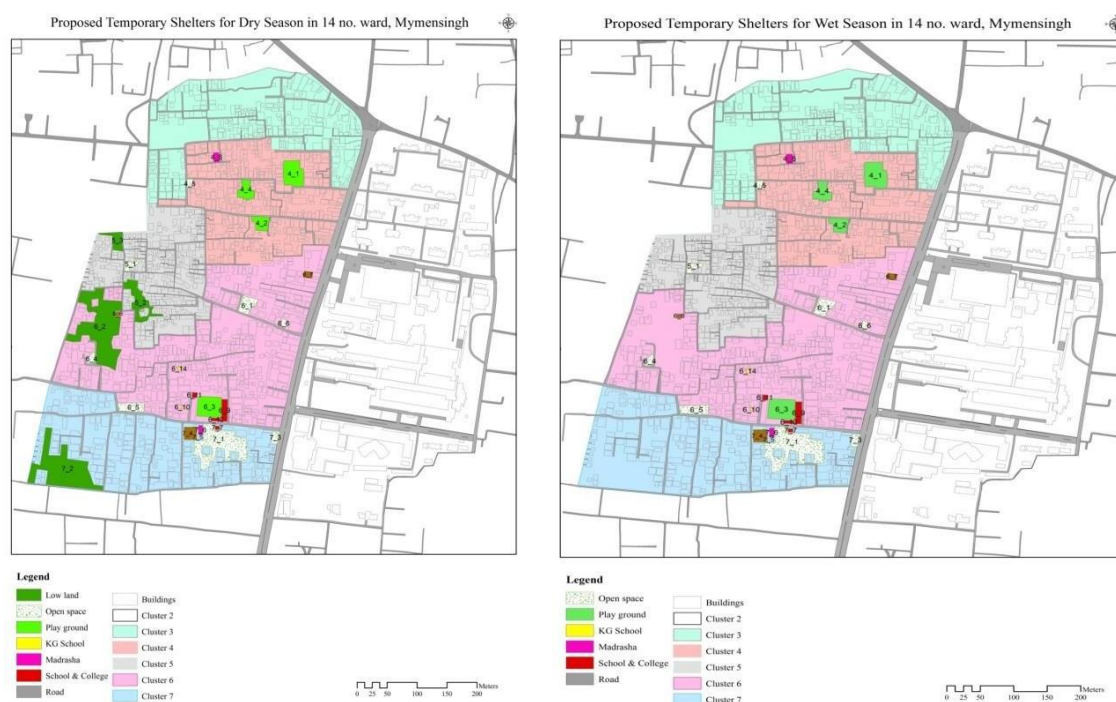 Proposed Temporary Shelters for Dry Season in 14 no. ward, Mymensingh
4_1
4_4
4_5
4_2
5_3
5_1
5_2
6_1
6_6
6_2
6_4
6_14
6_3
6_10
6_5
7_1
7_3
7_2
Legend
Low land
Open space
Play ground
KG School
Madrasha
School & College
Road
Buildings
Cluster 2
Cluster 3
Cluster 4
Cluster 5
Cluster 6
Cluster 7
0 25 50 100 150 200 Meters
Proposed Temporary Shelters for Wet Season in 14 no. ward, Mymensingh
4_1
4_4
4_5
4_2
5_1
6_1
6_6
6_4
6_14
6_3
6_10
6_5
7_1
7_3
Legend
Open space
Play ground
KG School
Madrasha
School & College
Road
Buildings
Cluster 2
Cluster 3
Cluster 4
Cluster 5
Cluster 6
Cluster 7
0 25 50 100 150 200 Meters